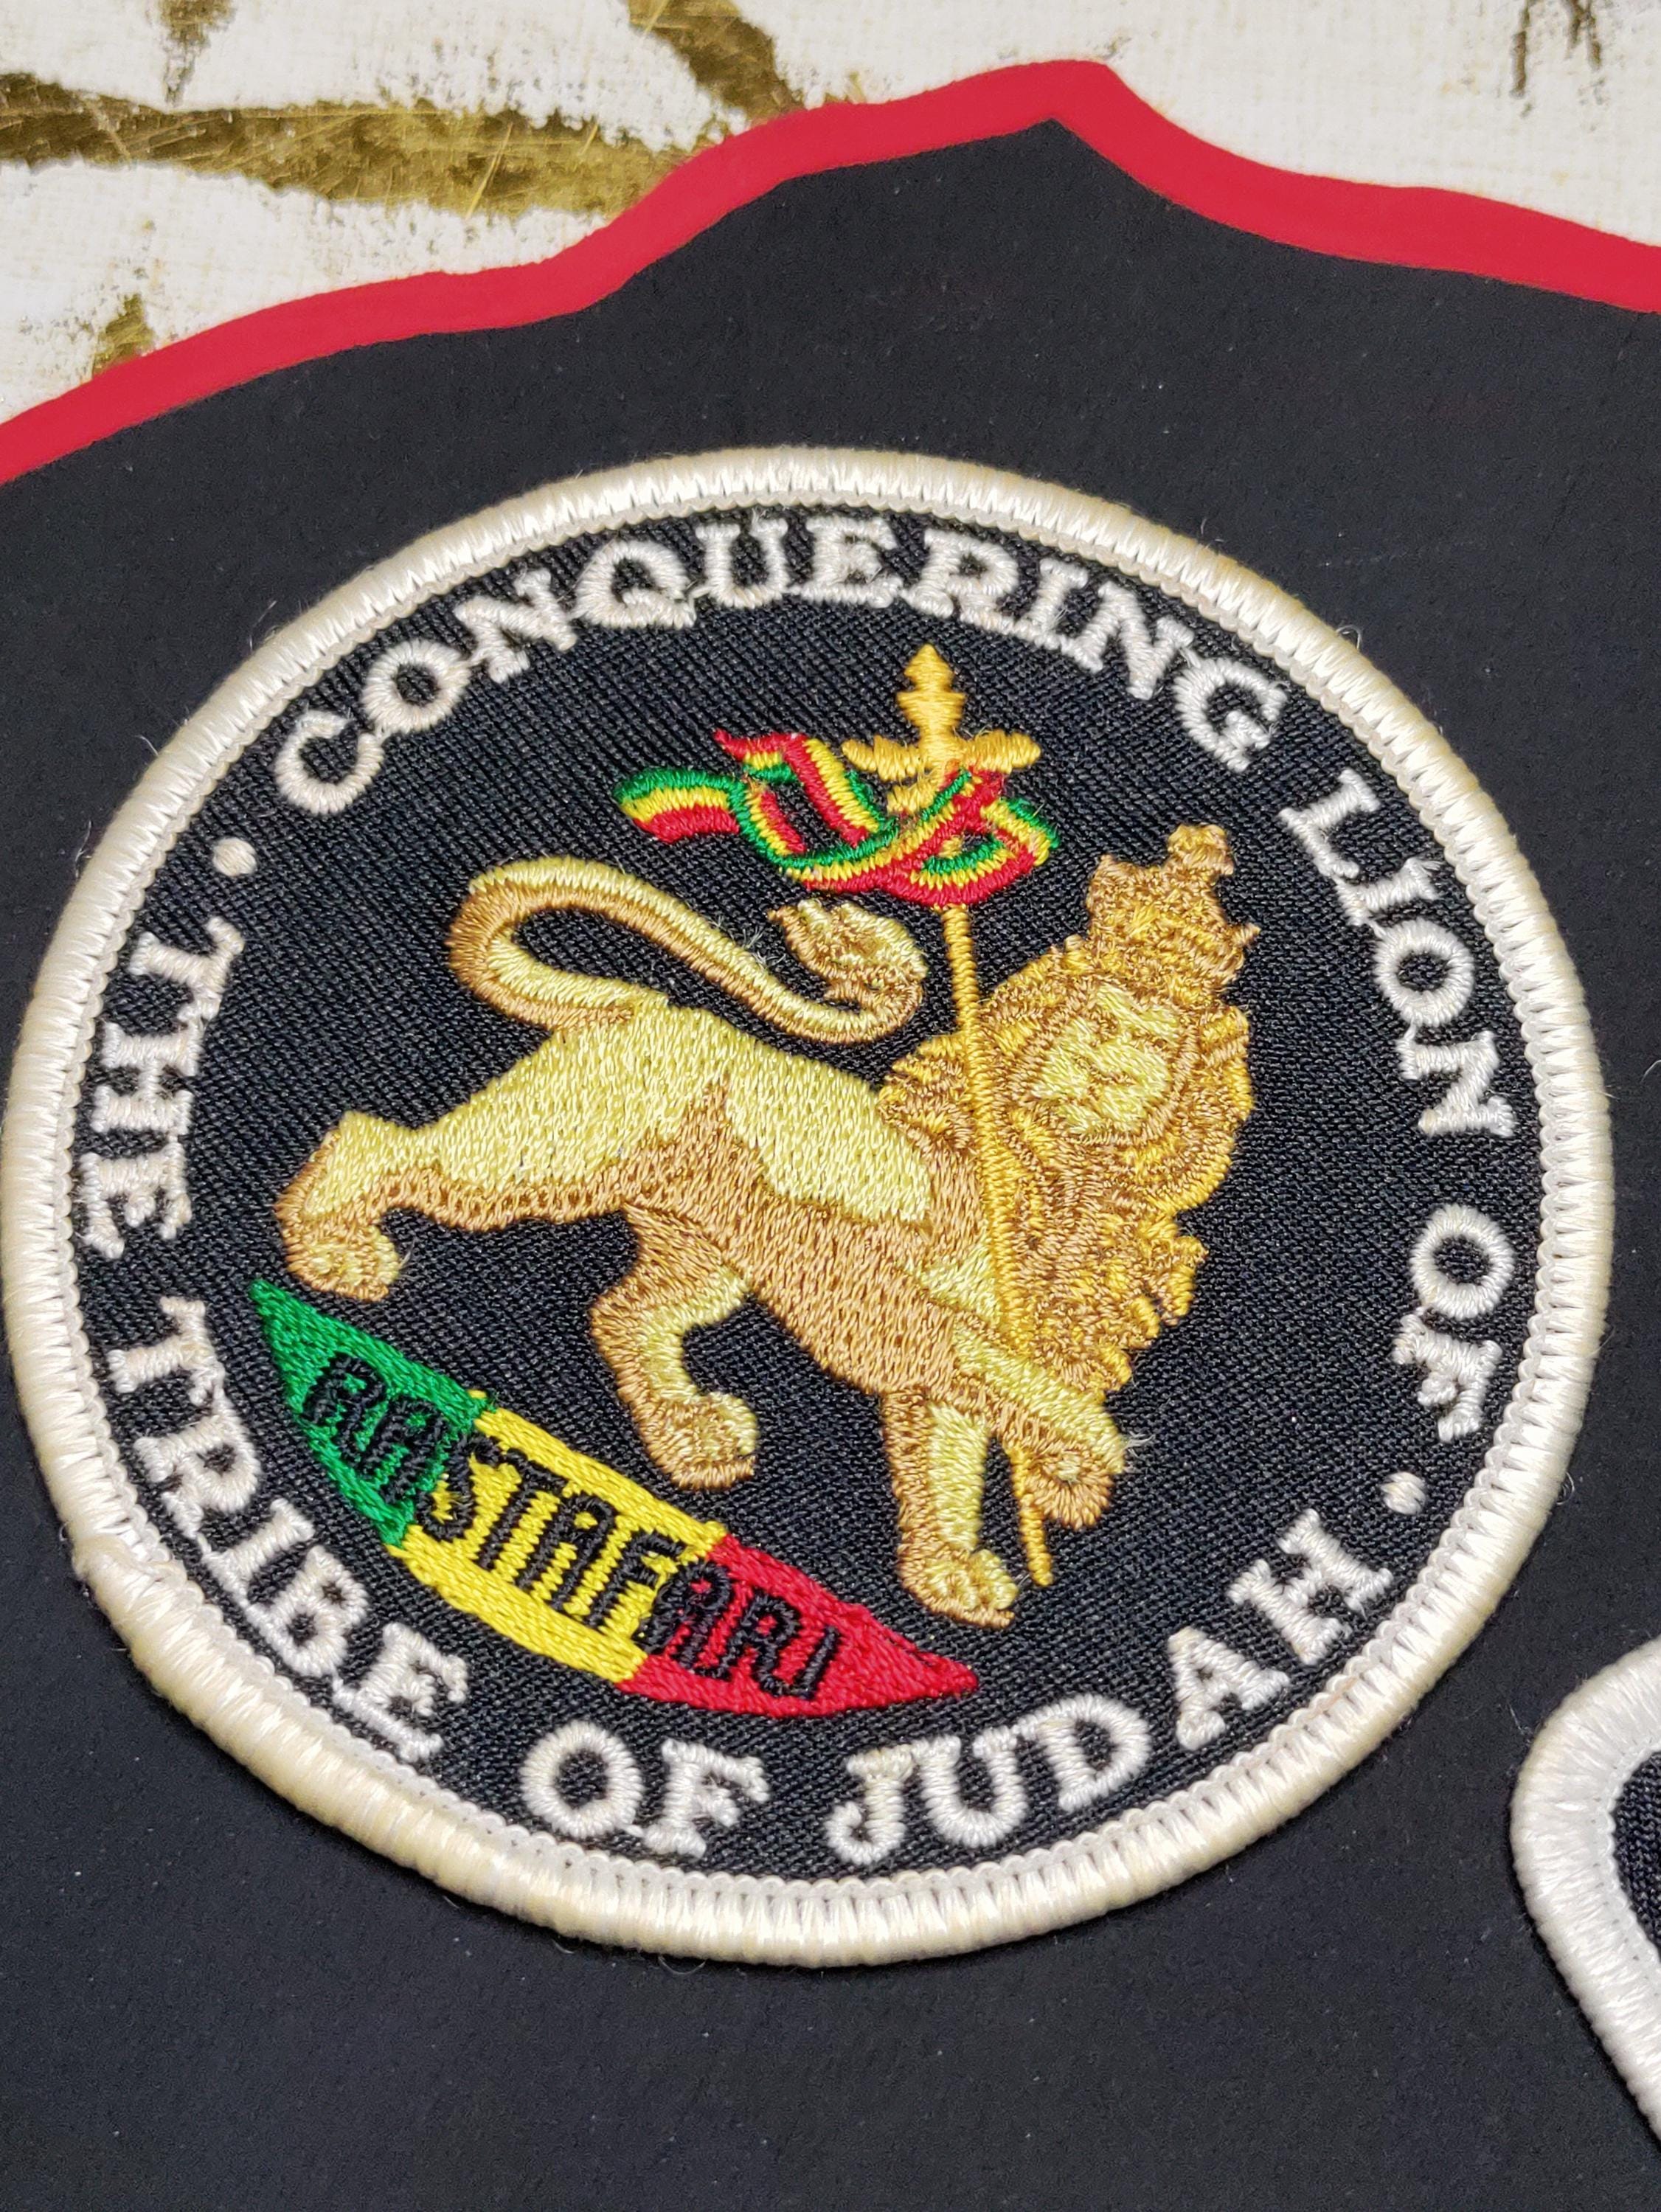 THE CONQUERING LION OF
TRIBE OF JUDAH
RASTAFARI